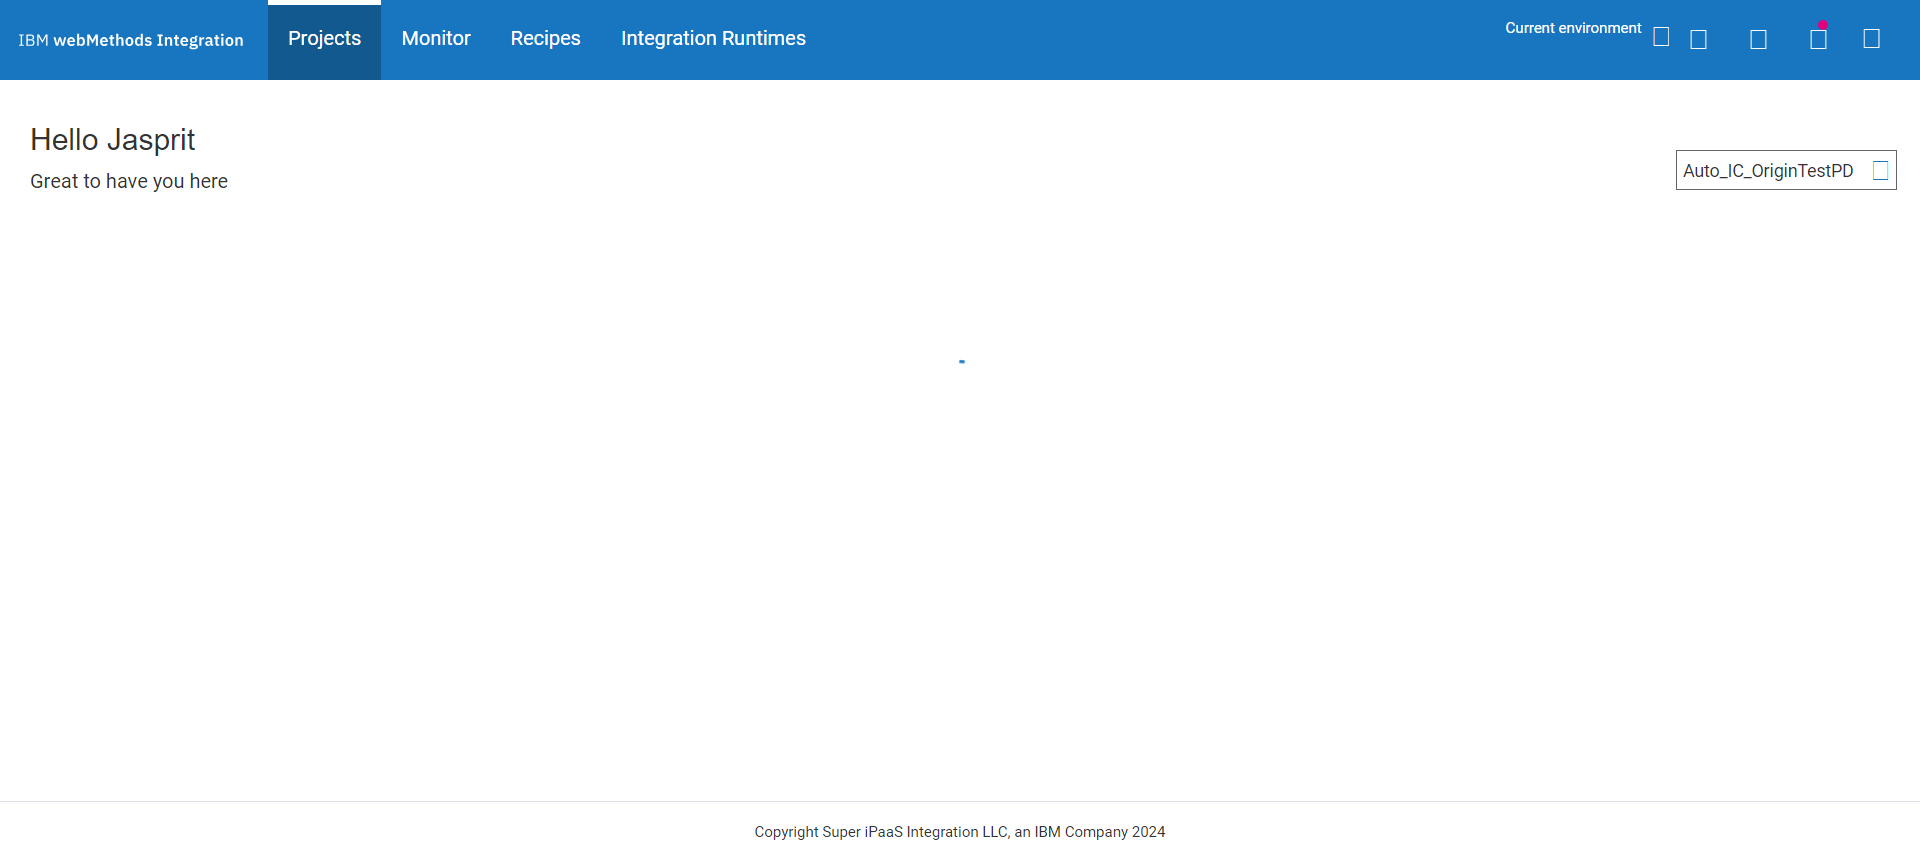 IBM webMethods Integration
Projects
Monitor
Recipes
Integration Runtimes
Current environment
Hello Jasprit
Great to have you here
Auto_IC_OriginTestPD
Copyright Super iPaaS Integration LLC, an IBM Company 2024